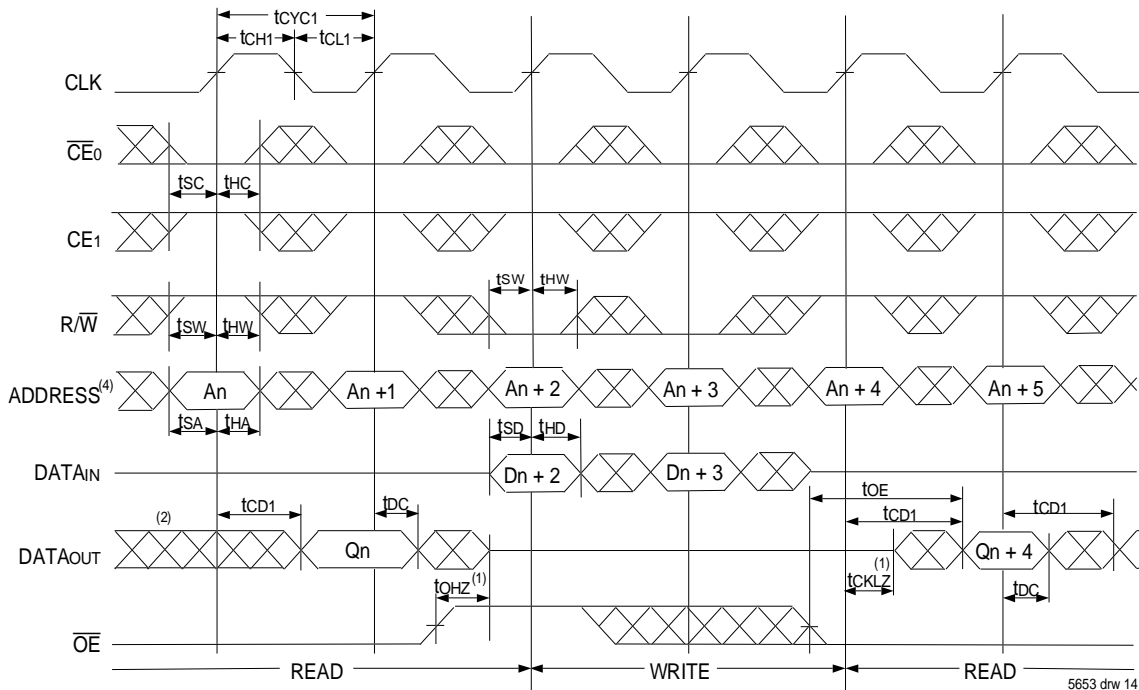 tCYC1
tCH1 tCL1
CLK
CE0
tSC tHC
CE1
tSW tHW
R/W
tSW tHW
ADDRESS(4) An An +1 An + 2 An + 3 An + 4 An + 5
tSA tHA tSD tHD
DATAIN Dn + 2 Dn + 3
tOE
tCD1 tDC tCD1 tCD1
(2)
DATAOUT Qn Qn + 4
(1)
tOHZ(1) tCKLZ tDC
OE
READ WRITE READ
5653 drw 14